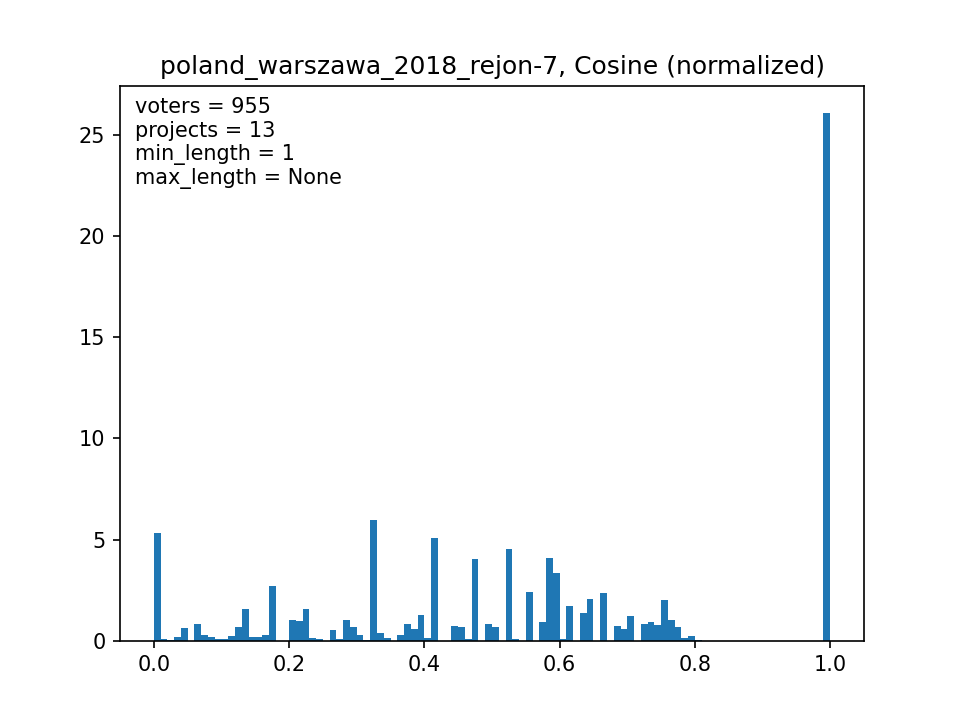 poland_warszawa_2018_rejon-7, Cosine (normalized)
voters = 955
projects = 13
min_length = 1
max_length = None
25
20
15
10
5
0
0.0 0.2 0.4 0.6 0.8 1.0